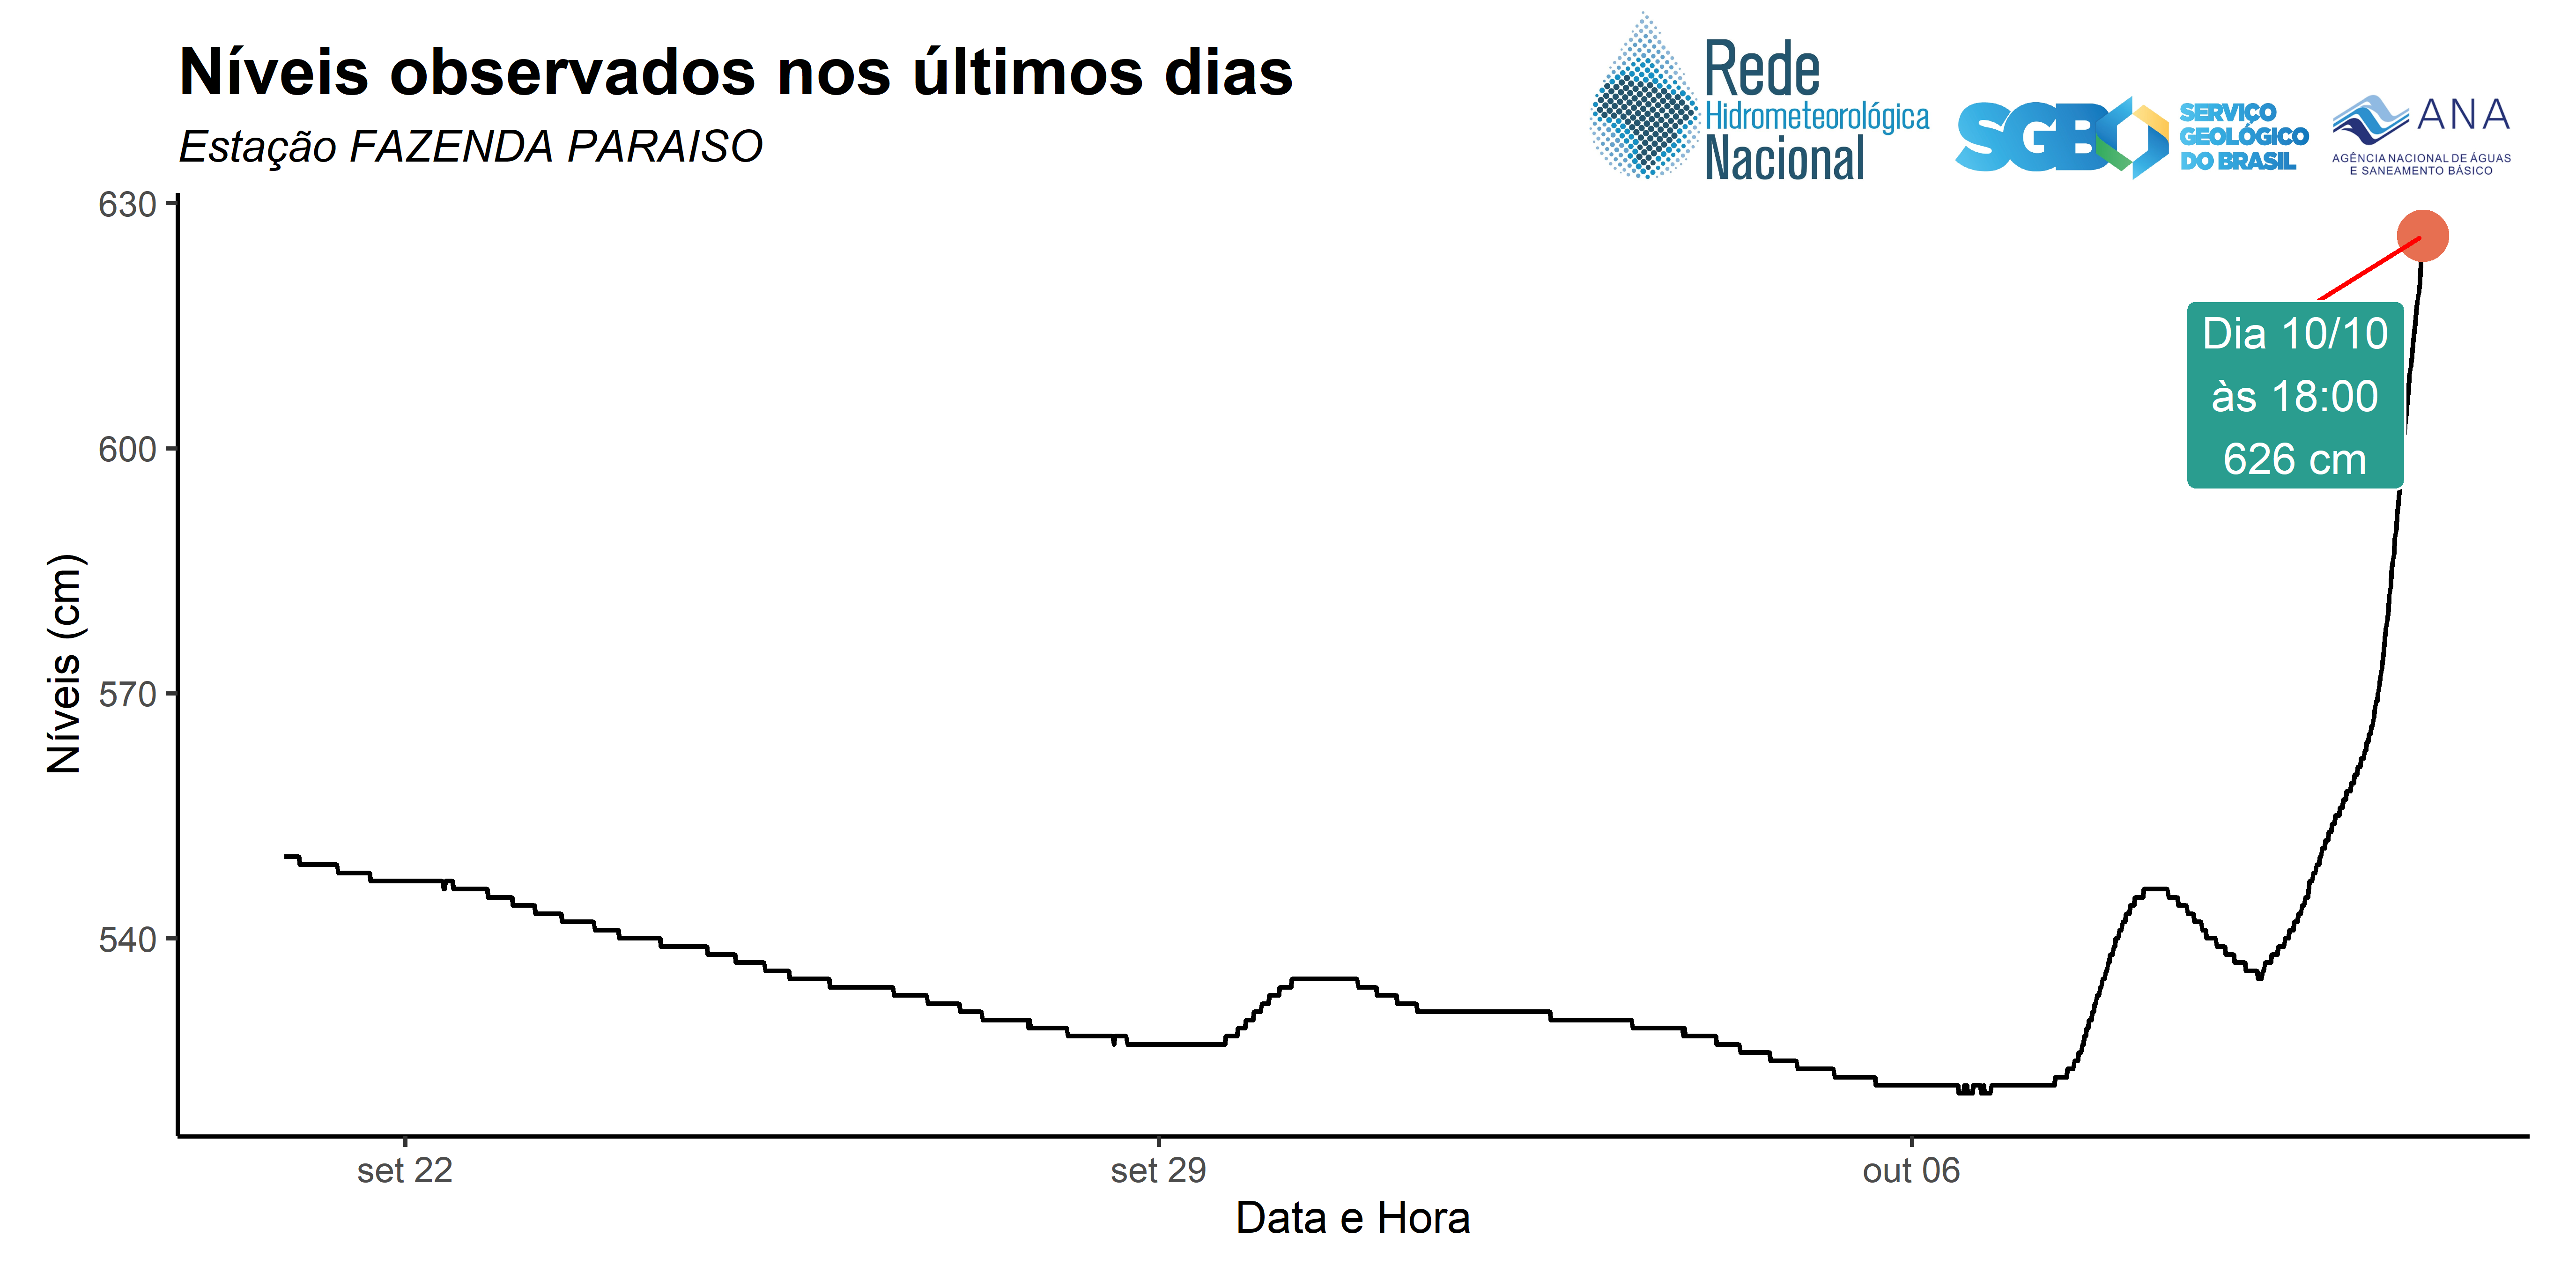 Níveis observados nos últimos dias
Estação FAZENDA PARAISO
Rede
Hidrometeorológica
Nacional
SGB
SERVIÇO
GEOLÓGICO
DO BRASIL
ANA
AGÊNCIA NACIONAL DE ÁGUAS
E SANEAMENTO BÁSICO
630
600
570
540
Níveis (cm)
Dia 10/10
às 18:00
626 cm
set 22
set 29
out 06
Data e Hora